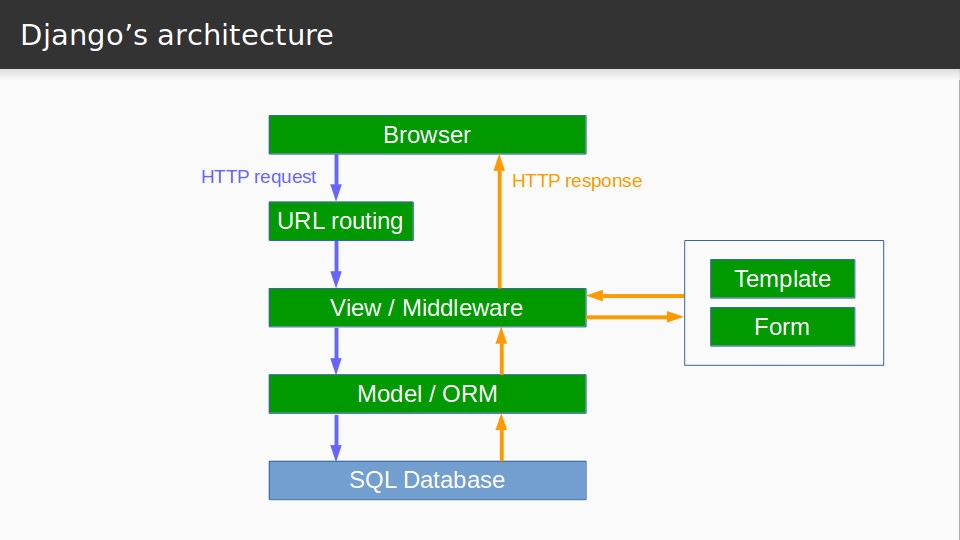 Django’s architecture
Browser
HTTP request
HTTP response
URL routing
Template
View / Middleware
Form
Model / ORM
SQL Database